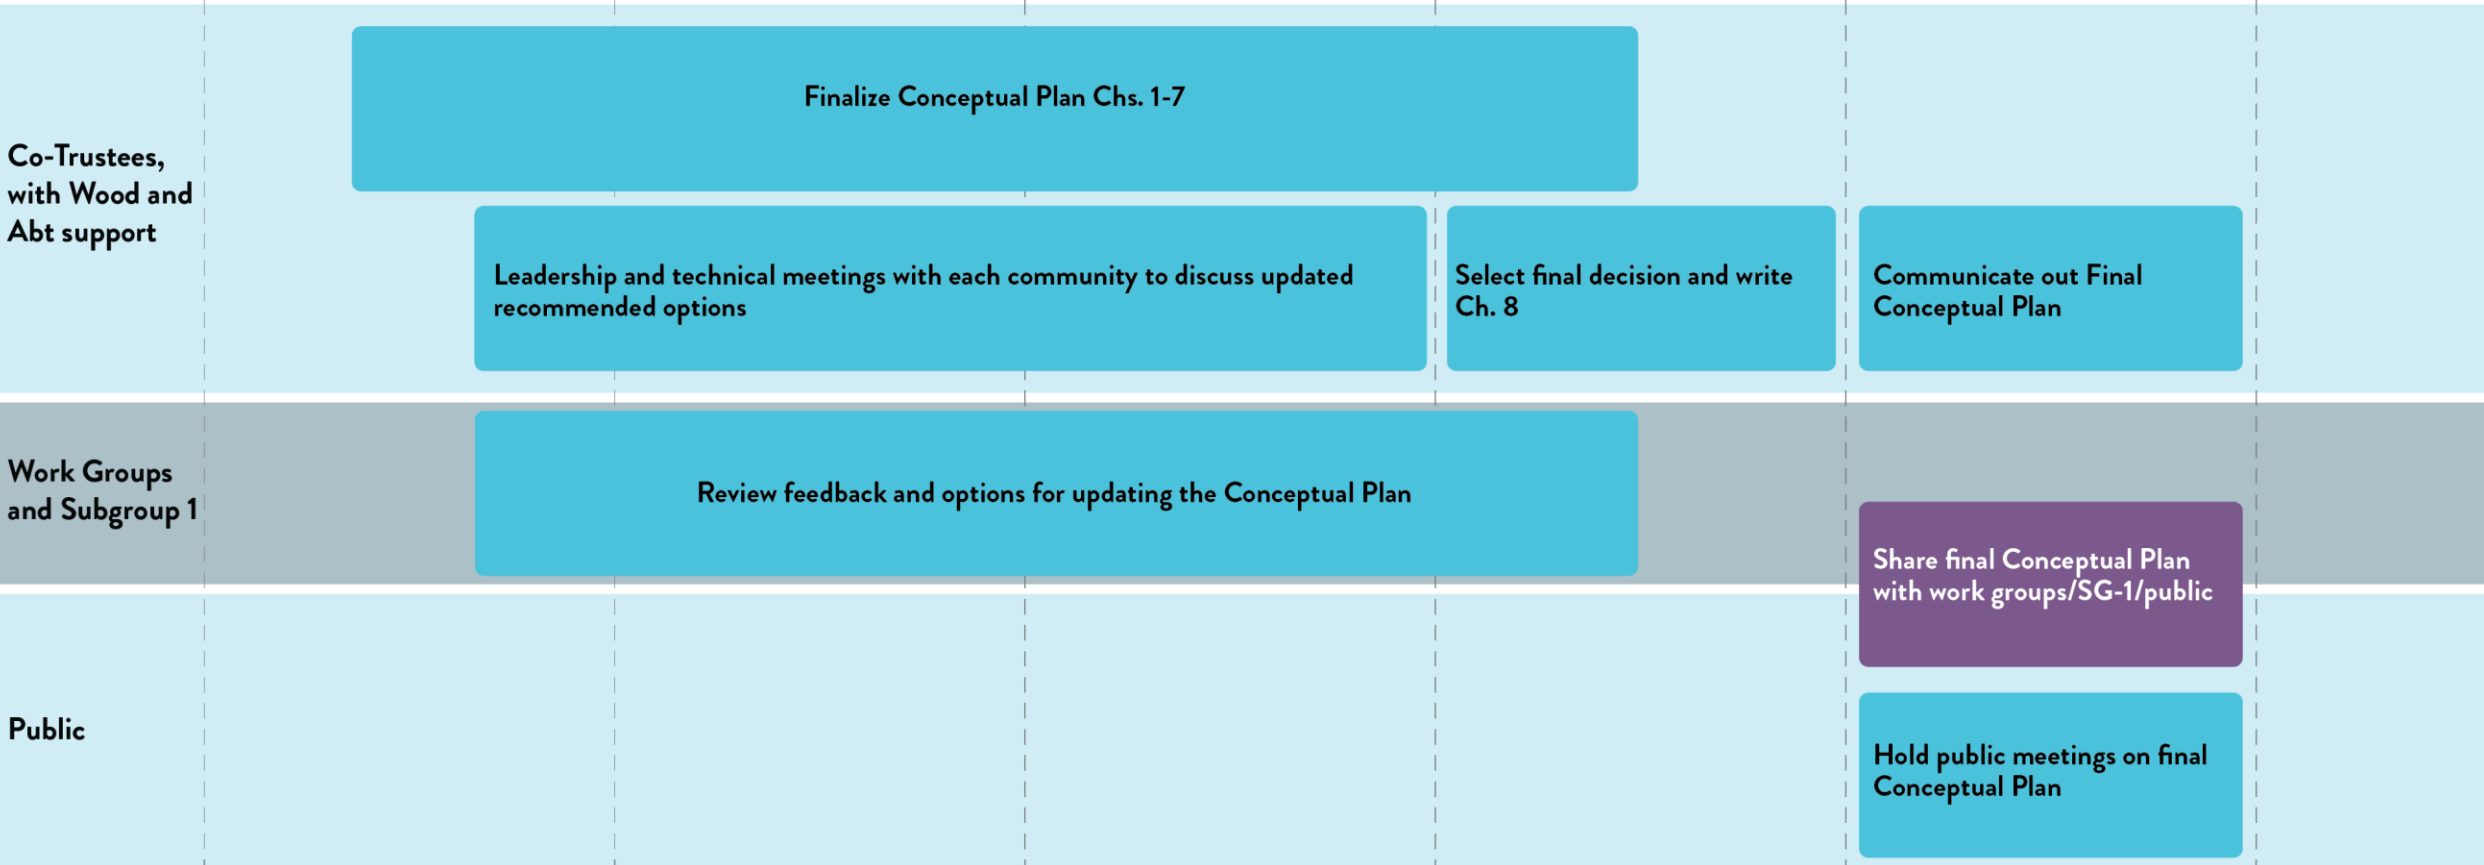 Finalize Conceptual Plan Chs. 1-7
Co-Trustees,
with Wood and
Abt support
Leadership and technical meetings with each community to discuss updated
recommended options
Select final decision and write
Ch. 8
Communicate out Final
Conceptual Plan
Work Groups
and Subgroup 1
Review feedback and options for updating the Conceptual Plan
Share final Conceptual Plan
with work groups/SG-1/public
Public
Hold public meetings on final
Conceptual Plan